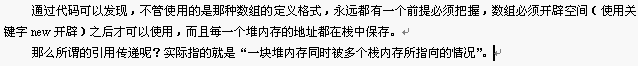 通过代码可以发现，不管使用的是那种数组的定义格式，永远都有一个前提必须把握，数组必须开辟空间（使用关
键字 new 开辟）之后才可以使用，而且每一个堆内存的地址都在栈中保存。
那么所谓的引用传递呢？实际指的就是“一块堆内存同时被多个栈内存所指向的情况”。